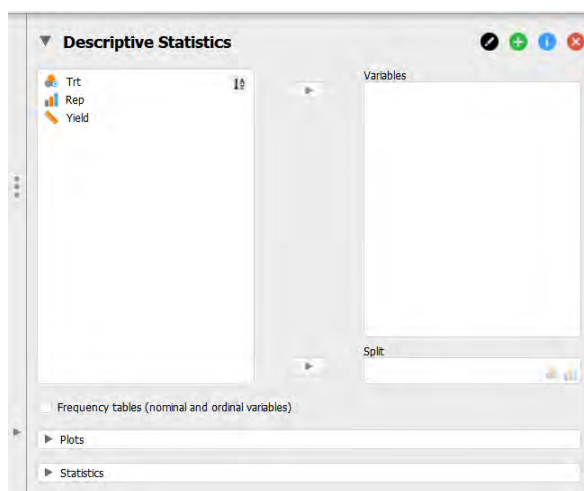 Descriptive Statistics
Trt
Rep
Yield
Variables
Split
Frequency tables (nominal and ordinal variables)
Plots
Statistics